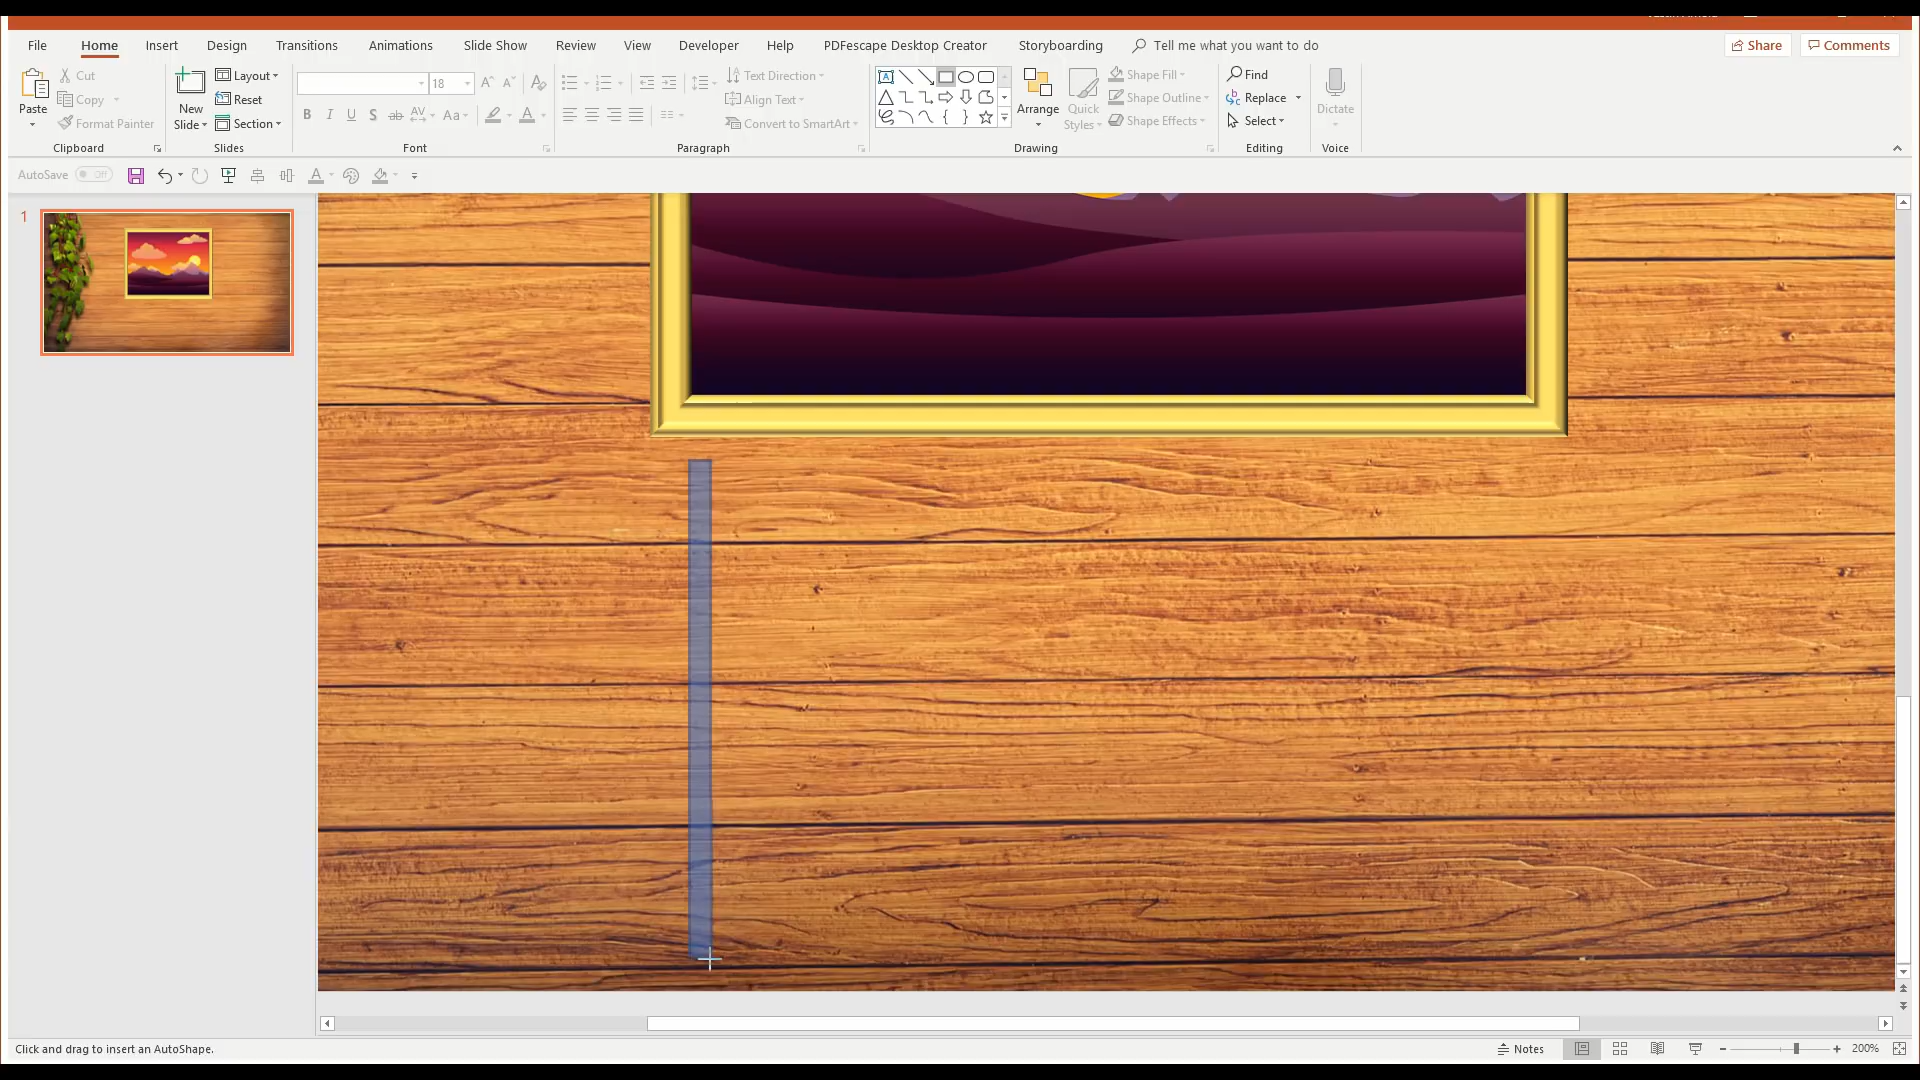 File Home Insert Design Transitions Animations Slide Show Review View Developer Help PDFescape Desktop Creator Storyboarding Tell me what you want to do Share Comments
Paste Cut Copy Format Painter Clipboard
New Slide Layout Reset Section Slides
18 B I U S ab AV Aa A Font
Text Direction Align Text Convert to SmartArt Paragraph
Arrange Quick Styles Shape Fill Shape Outline Shape Effects Drawing
Find Replace Select Editing
Dictate Voice
AutoSave Off
1
Click and drag to insert an AutoShape. Notes 200%